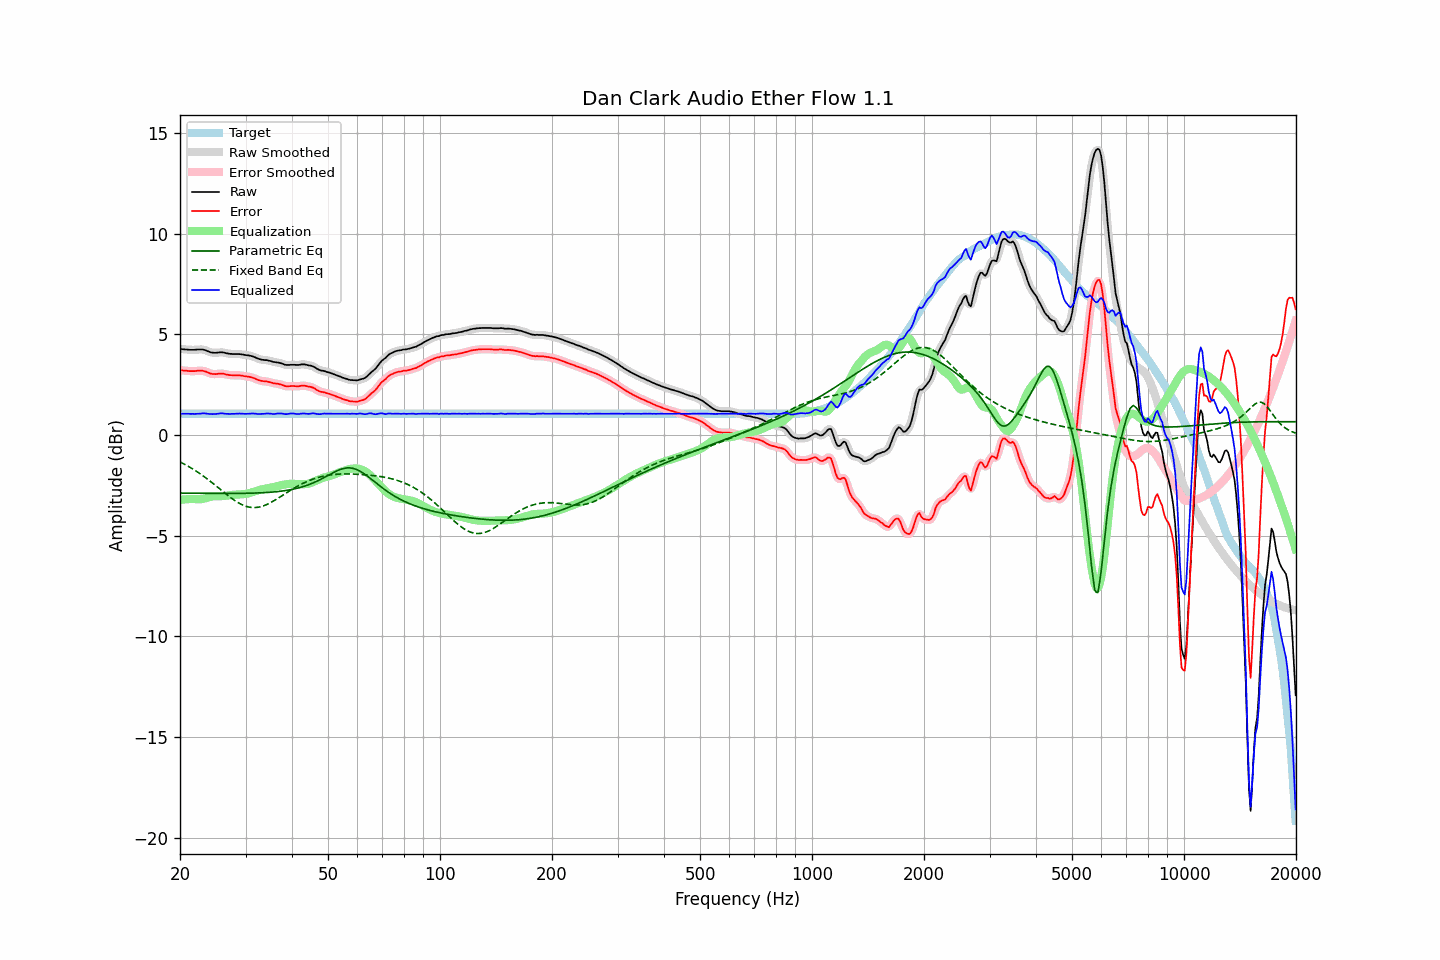 Dan Clark Audio Ether Flow 1.1
Target
Raw Smoothed
Error Smoothed
Raw
Error
Equalization
Parametric Eq
Fixed Band Eq
Equalized
15
10
5
0
−5
−10
−15
−20
Amplitude (dBr)
20
50
100
200
500
1000
2000
5000
10000
20000
Frequency (Hz)